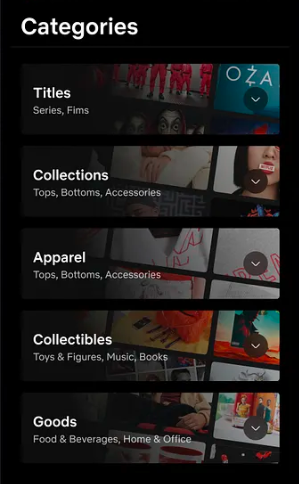 Categories
OŻA
Titles
Series, Fims
Collections
Tops, Bottoms, Accessories
Apparel
Tops, Bottoms, Accessories
Collectibles
Toys & Figures, Music, Books
Goods
Food & Beverages, Home & Office